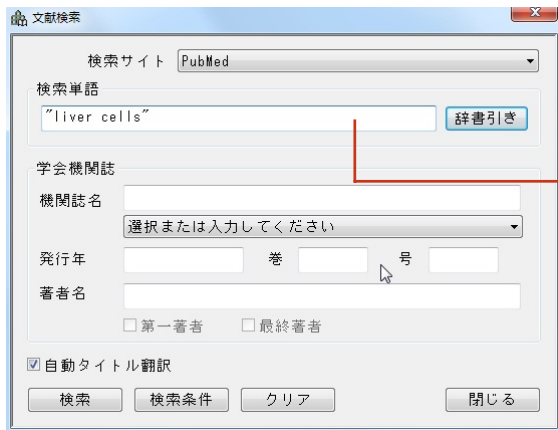 文献検索
検索サイト PubMed
検索単語
"liver cells" 辞書引き
学会機関誌
機関誌名
選択または入力してください
発行年 巻 号
著者名
第一著者 最終著者
自動タイトル翻訳
検索 検索条件 クリア 閉じる